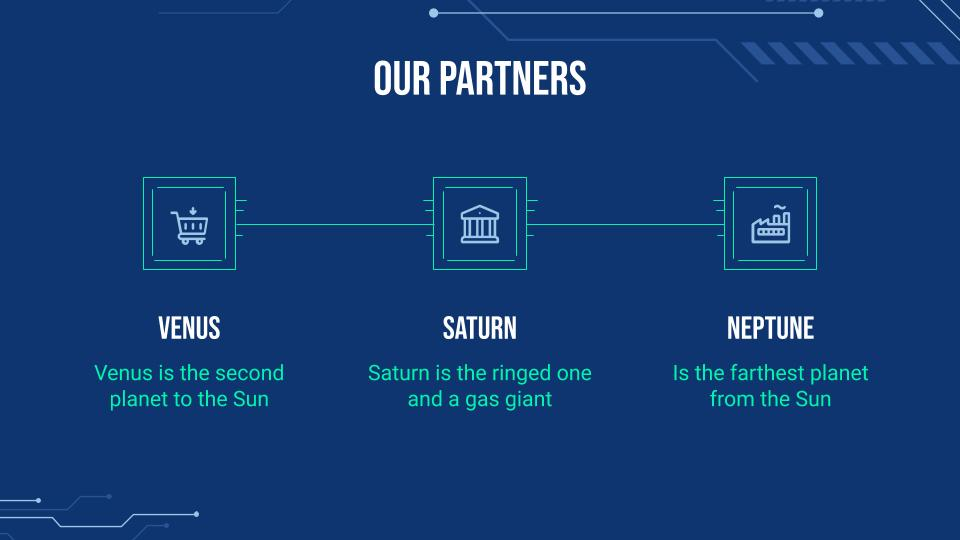 OUR PARTNERS
VENUS
Venus is the second
planet to the Sun
SATURN
Saturn is the ringed one
and a gas giant
NEPTUNE
Is the farthest planet
from the Sun